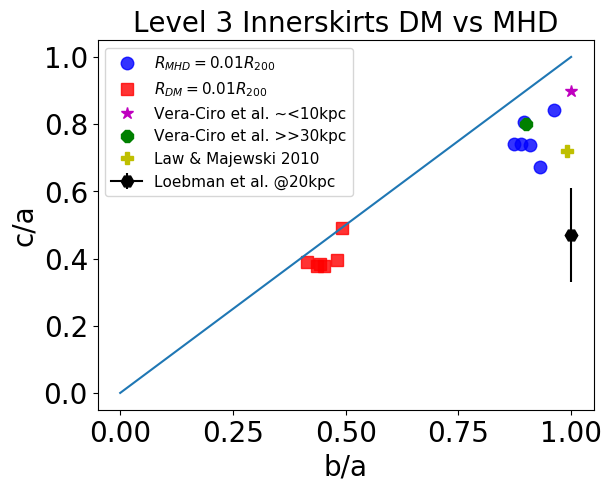 Level 3 Innerskirts DM vs MHD
R_{MHD} = 0.01R_{200}
R_{DM} = 0.01R_{200}
Vera-Ciro et al. ~<10kpc
Vera-Ciro et al. >>30kpc
Law & Majewski 2010
Loebman et al. @20kpc
c/a
1.0
0.8
0.6
0.4
0.2
0.0
0.00 0.25 0.50 0.75 1.00
b/a